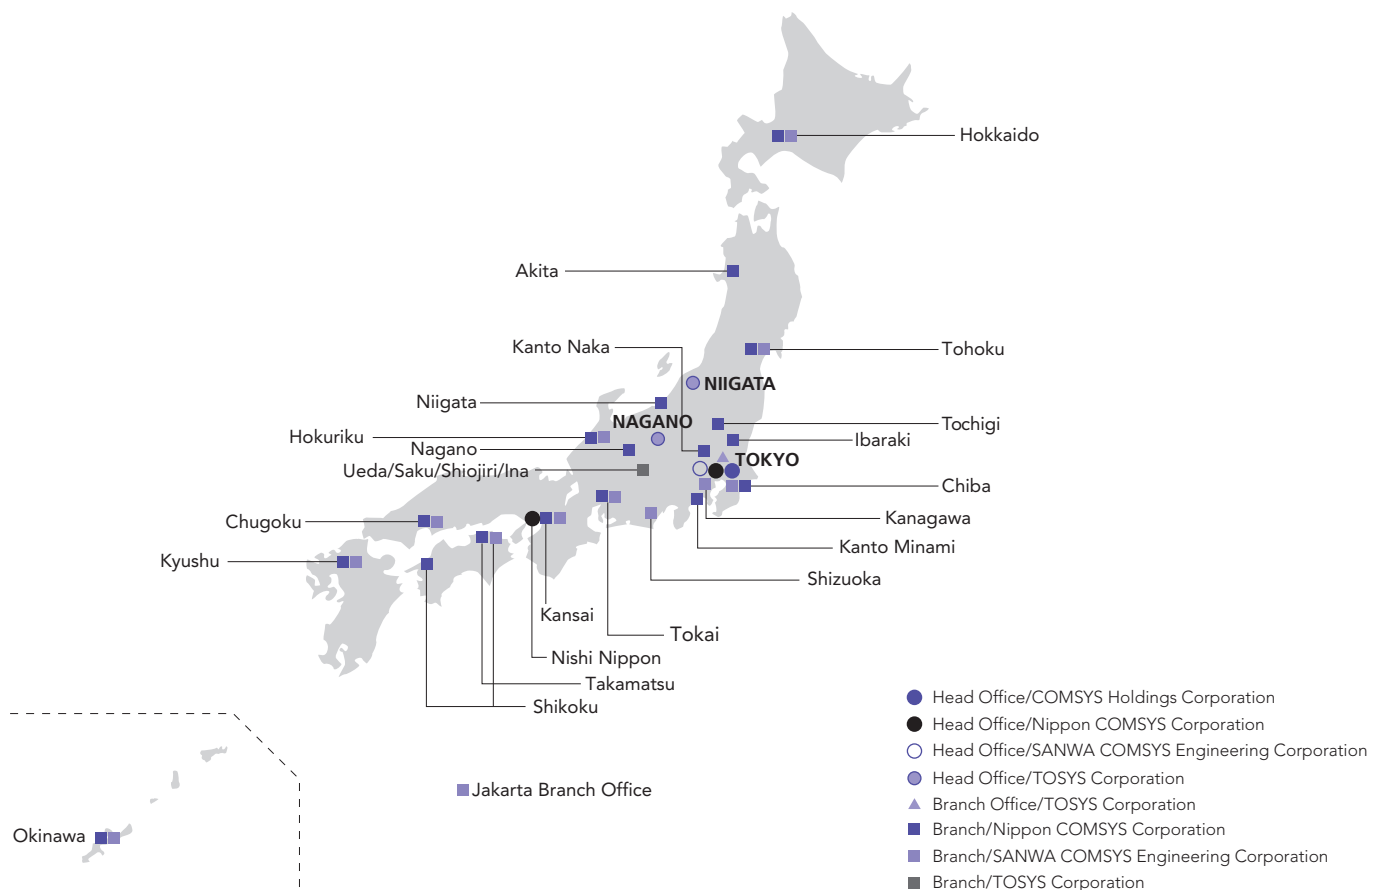 Hokkaido
Akita
Kanto Naka
Tohoku
NIIGATA
Niigata
NAGANO
Tochigi
Hokuriku
Ibaraki
Nagano
TOKYO
Ueda/Saku/Shiojiri/Ina
Chiba
Chugoku
Kanagawa
Kanto Minami
Kyushu
Shizuoka
Kansai
Tokai
Nishi Nippon
Takamatsu
Shikoku
Head Office/COMSYS Holdings Corporation
Head Office/Nippon COMSYS Corporation
Head Office/SANWA COMSYS Engineering Corporation
Head Office/TOSYS Corporation
Jakarta Branch Office
Branch Office/TOSYS Corporation
Branch/Nippon COMSYS Corporation
Okinawa
Branch/SANWA COMSYS Engineering Corporation
Branch/TOSYS Corporation